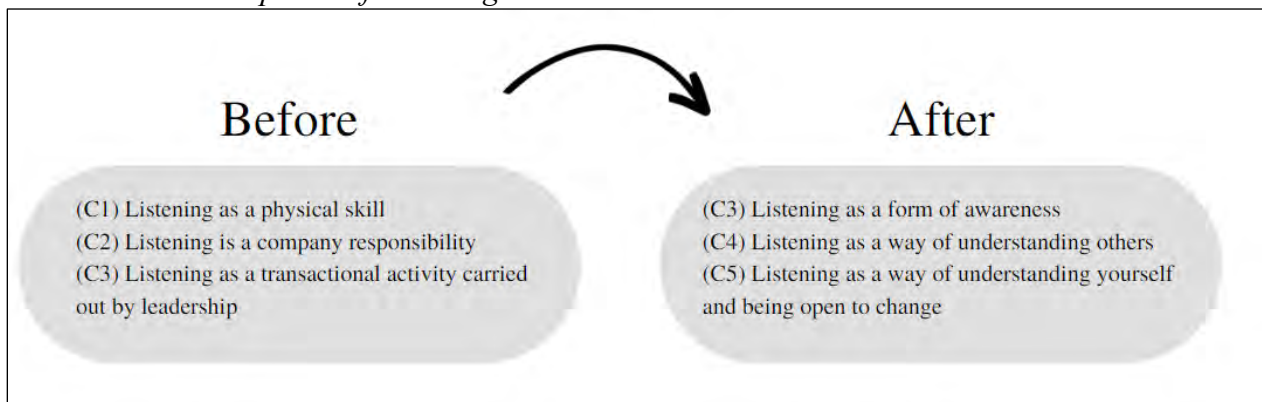 Before
(C1) Listening as a physical skill
(C2) Listening is a company responsibility
(C3) Listening as a transactional activity carried
out by leadership
After
(C3) Listening as a form of awareness
(C4) Listening as a way of understanding others
(C5) Listening as a way of understanding yourself
and being open to change